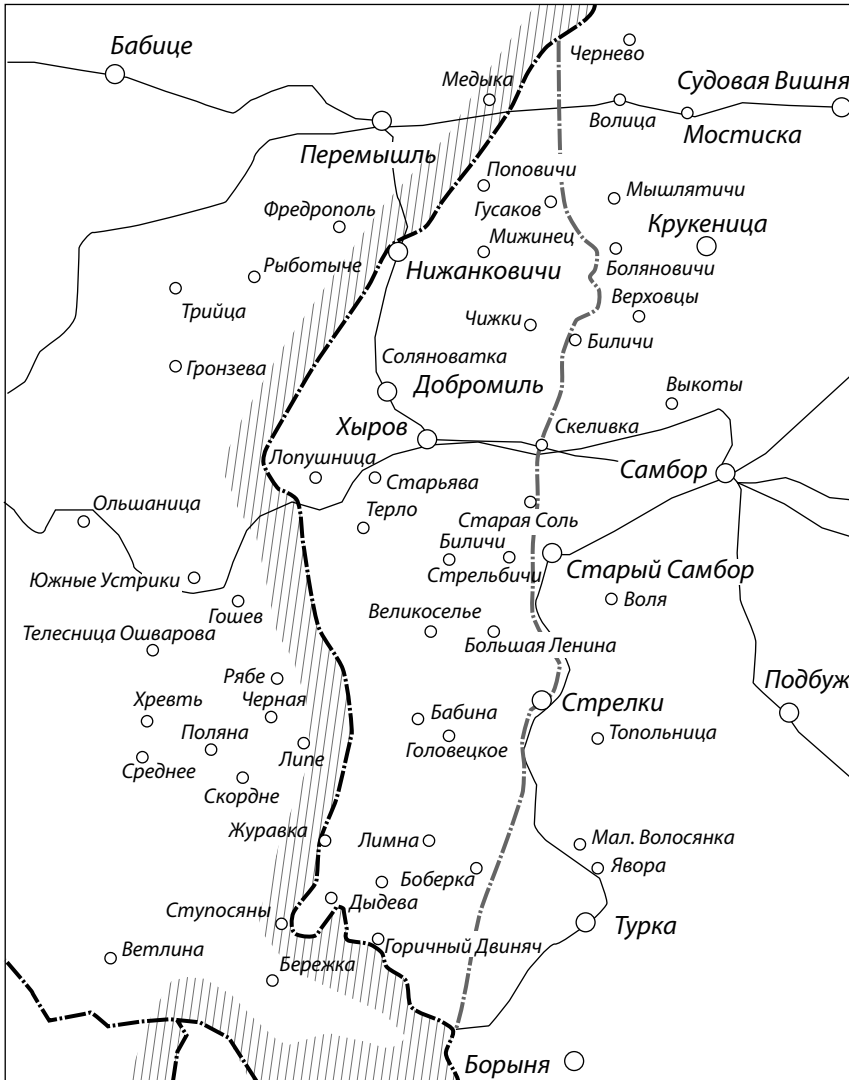 Бабице
Чернево
Медыка
Судовая Вишня
Волица
Мостиска
Перемышль
Поповичи
Мышлятичи
Фредрополь
Гусаков
Крукеница
Мижинец
Рыботыче
Нижанковичи
Боляновичи
Верховцы
Трийца
Чижки
Биличи
Соляноватка
Гронзева
Добромиль
Выкоты
Хыров
Скеливка
Лопушница
Самбор
Старьява
Ольшаница
Терло
Старая Соль
Биличи
Южные Устрики
Стрельбичи
Старый Самбор
Воля
Гошев
Великоселье
Телесница Ошварова
Большая Ленина
Рябе
Подбуж
Хревть
Черная
Стрелки
Бабина
Поляна
Топольница
Липе
Головецкое
Среднее
Скордне
Журавка
Лимна
Мал. Волосянка
Боберка
Явора
Дыдева
Ступосяны
Турка
Ветлина
Горичный Двиняч
Бережка
Борыня